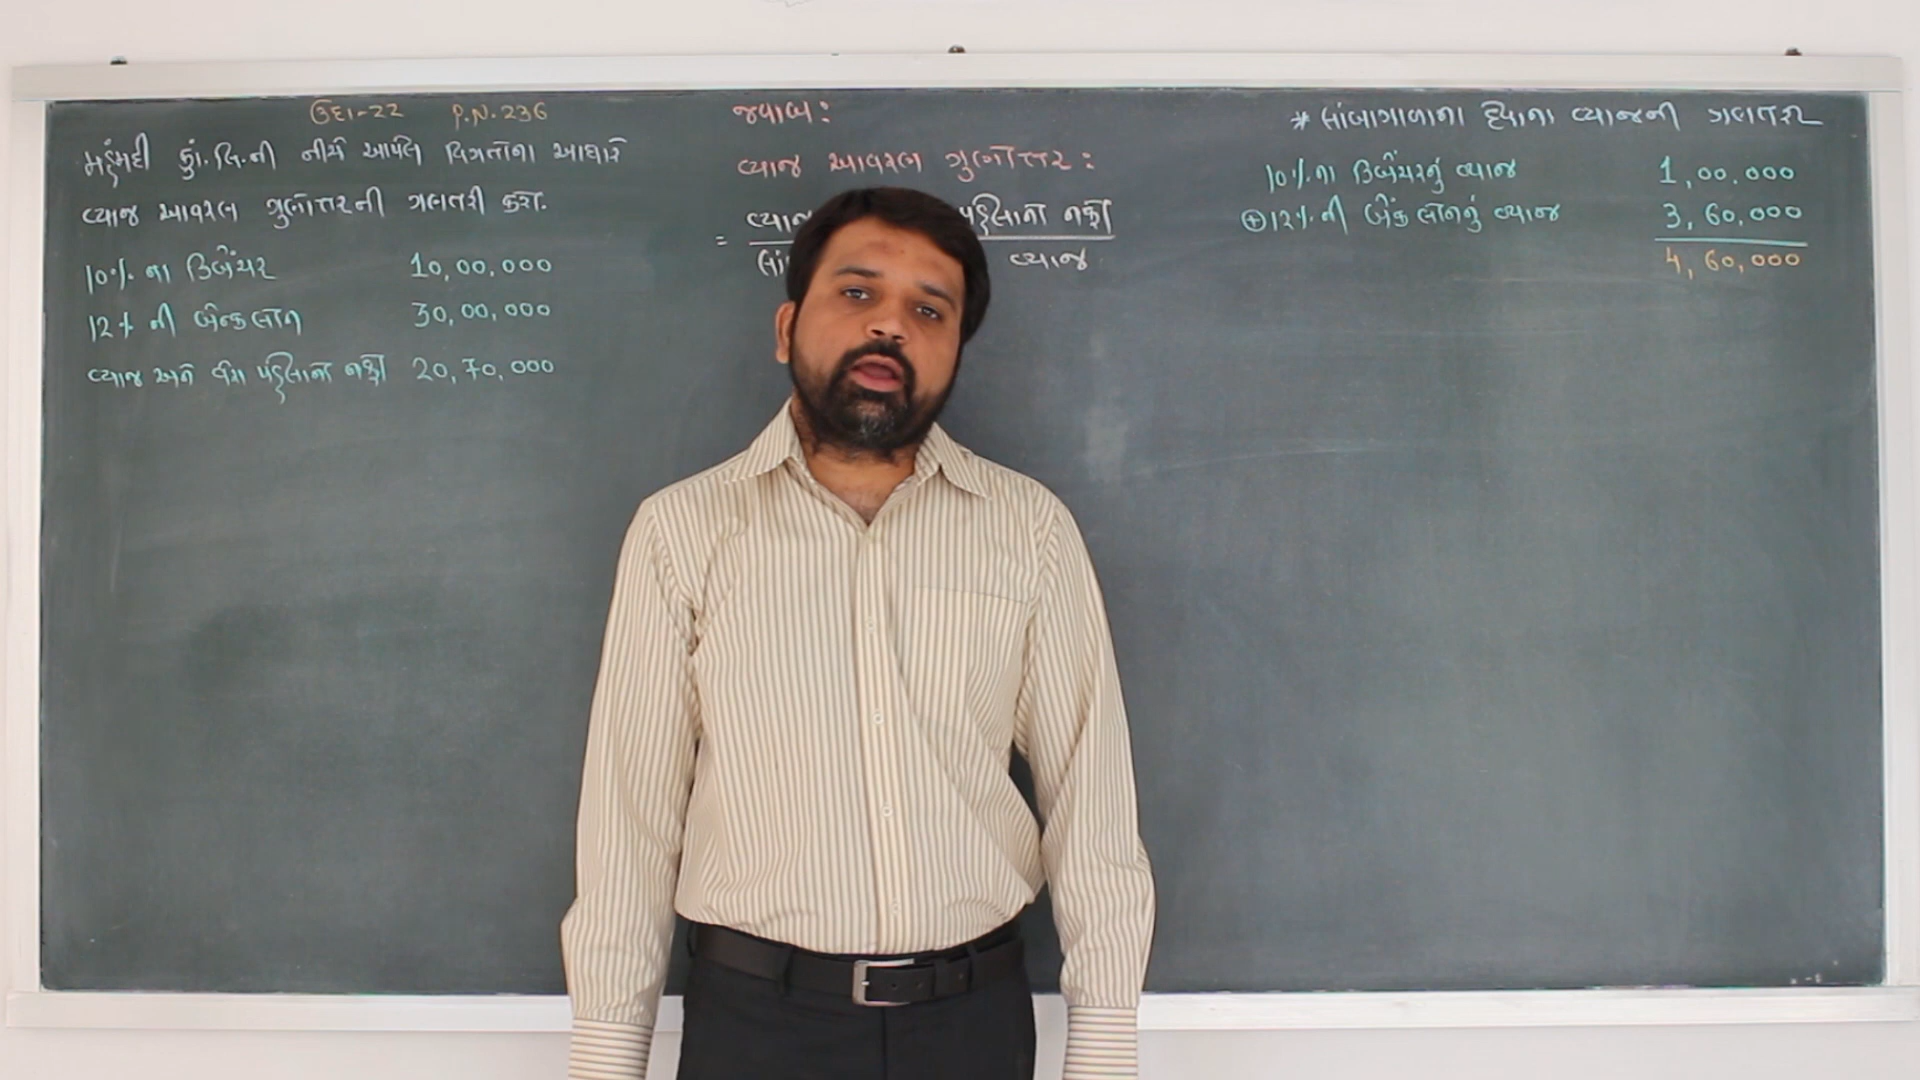 ઉદા-22 P.N. 236
મહંમદી કાું. લિ. ની નીચે આપેલ વિગતોના આધારે
વ્યાજ આવરણ ગુણોત્તરની ગણતરી કરો.
10% ના ડિબેંચર 10,00,000
12% ની બેન્ક લોન 30,00,000
વ્યાજ અને વેરા પહેલાનો નફો 20,70,000
જવાબ:
વ્યાજ આવરણ ગુણોત્તર:
= પહેલાનો નફો
વ્યાજ
* લાંબાગાળાના દેવાના વ્યાજની ગણતરી
10% ના ડિબેંચરનું વ્યાજ 1,00,000
⊕ 12% ની બેંક લોનનું વ્યાજ 3,60,000
4,60,000